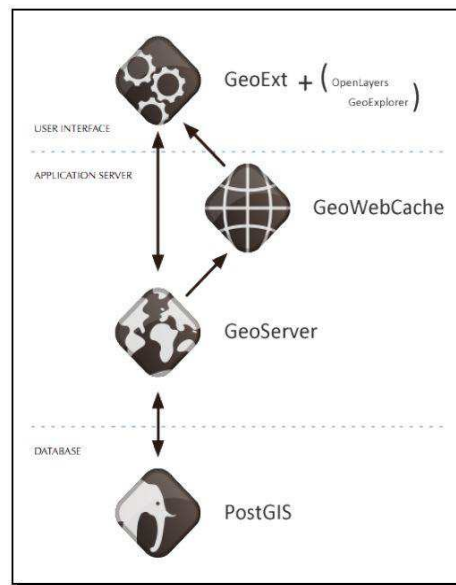 GeoExt + ( OpenLayers
GeoExplorer )
USER INTERFACE
APPLICATION SERVER
GeoWebCache
GeoServer
DATABASE
PostGIS